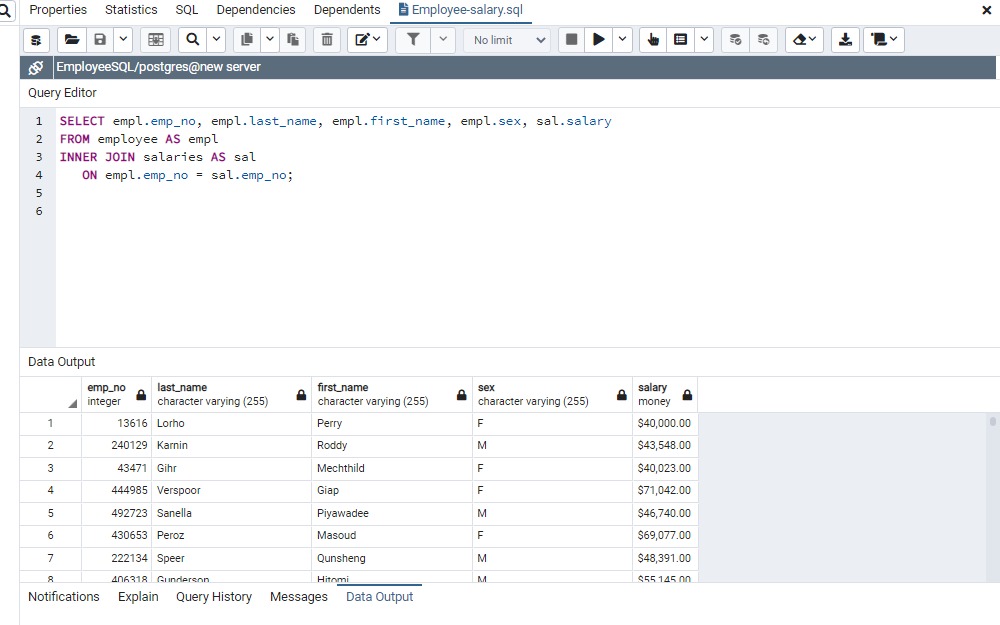 Properties Statistics SQL Dependencies Dependents Employee-salary.sql
No limit
EmployeeSQL/postgres@new server
Query Editor
1 SELECT empl.emp_no, empl.last_name, empl.first_name, empl.sex, sal.salary
2 FROM employee AS empl
3 INNER JOIN salaries AS sal
4 ON empl.emp_no = sal.emp_no;
5
6
Data Output
emp_no last_name first_name sex salary
integer character varying (255) character varying (255) character varying (255) money
1 13616 Lorho Perry F $40,000.00
2 240129 Karnin Roddy M $43,548.00
3 43471 Gihr Mechthild F $40,023.00
4 444985 Verspoor Giap F $71,042.00
5 492723 Sanella Piyawadee M $46,740.00
6 430653 Peroz Masoud F $69,077.00
7 222134 Speer Qunsheng M $48,391.00
8 406318 Gunderson Hitomi M $55,145.00
Notifications Explain Query History Messages Data Output